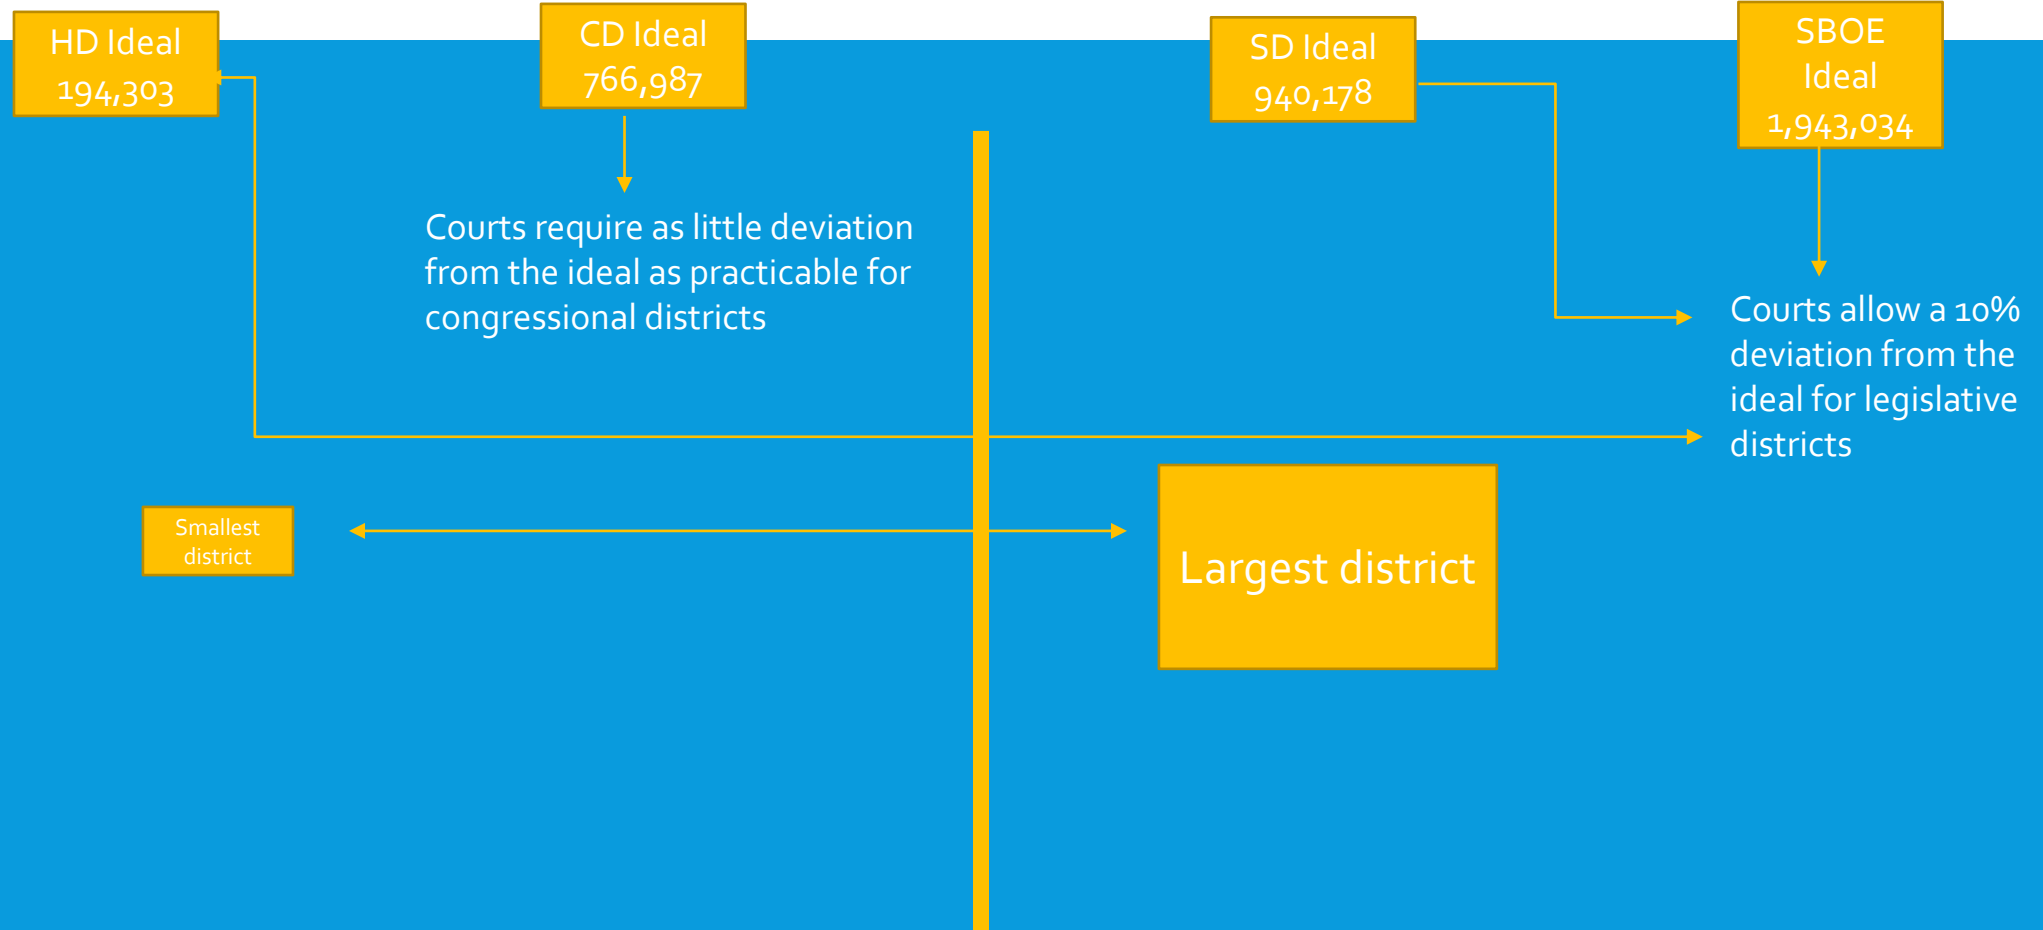 HD Ideal
194,303
CD Ideal
766,987
SD Ideal
940,178
SBOE
Ideal
1,943,034
Courts require as little deviation
from the ideal as practicable for
congressional districts
Courts allow a 10%
deviation from the
ideal for legislative
districts
Smallest
district
Largest district